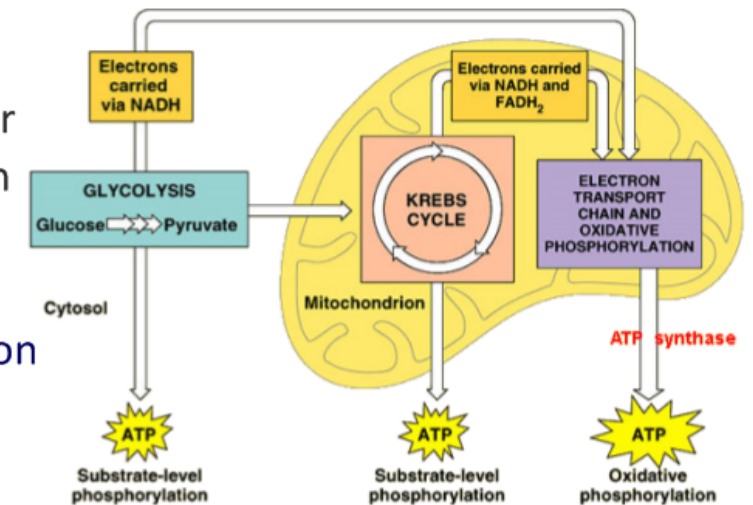 Electrons
carried
via NADH
Electrons carried
via NADH and
FADH₂
r
n
GLYCOLYSIS
Glucose Pyruvate
KREBS
CYCLE
ELECTRON
TRANSPORT
CHAIN AND
OXIDATIVE
PHOSPHORYLATION
Cytosol
Mitochondrion
on
ATP synthase
ATP
Substrate-level
phosphorylation
ATP
Substrate-level
phosphorylation
ATP
Oxidative
phosphorylation